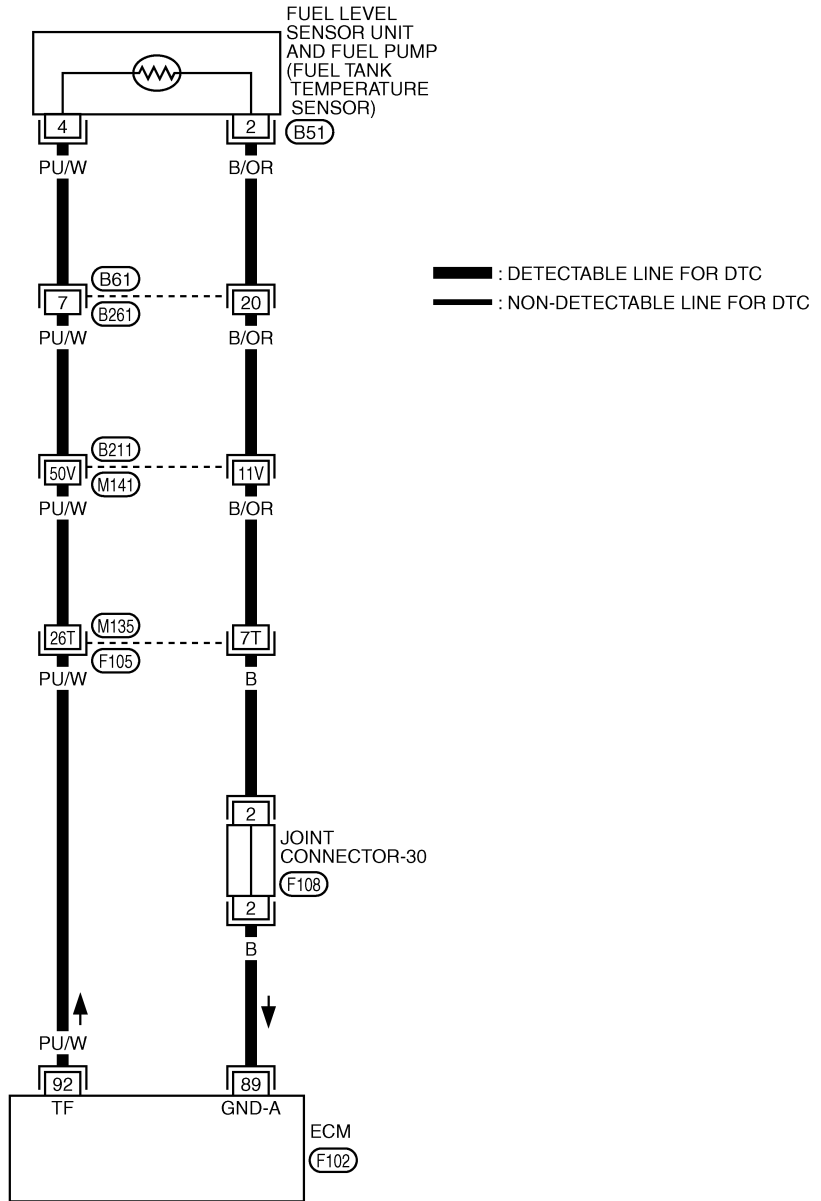 FUEL LEVEL
SENSOR UNIT
AND FUEL PUMP
(FUEL TANK
TEMPERATURE
SENSOR)
4
2
B51
PU/W
B/OR
B61
7
20
B261
PU/W
B/OR
: DETECTABLE LINE FOR DTC
: NON-DETECTABLE LINE FOR DTC
B211
50V
11V
M141
PU/W
B/OR
M135
26T
7T
F105
PU/W
B
2
JOINT
CONNECTOR-30
F108
2
B
PU/W
92
89
TF
GND-A
ECM
F102